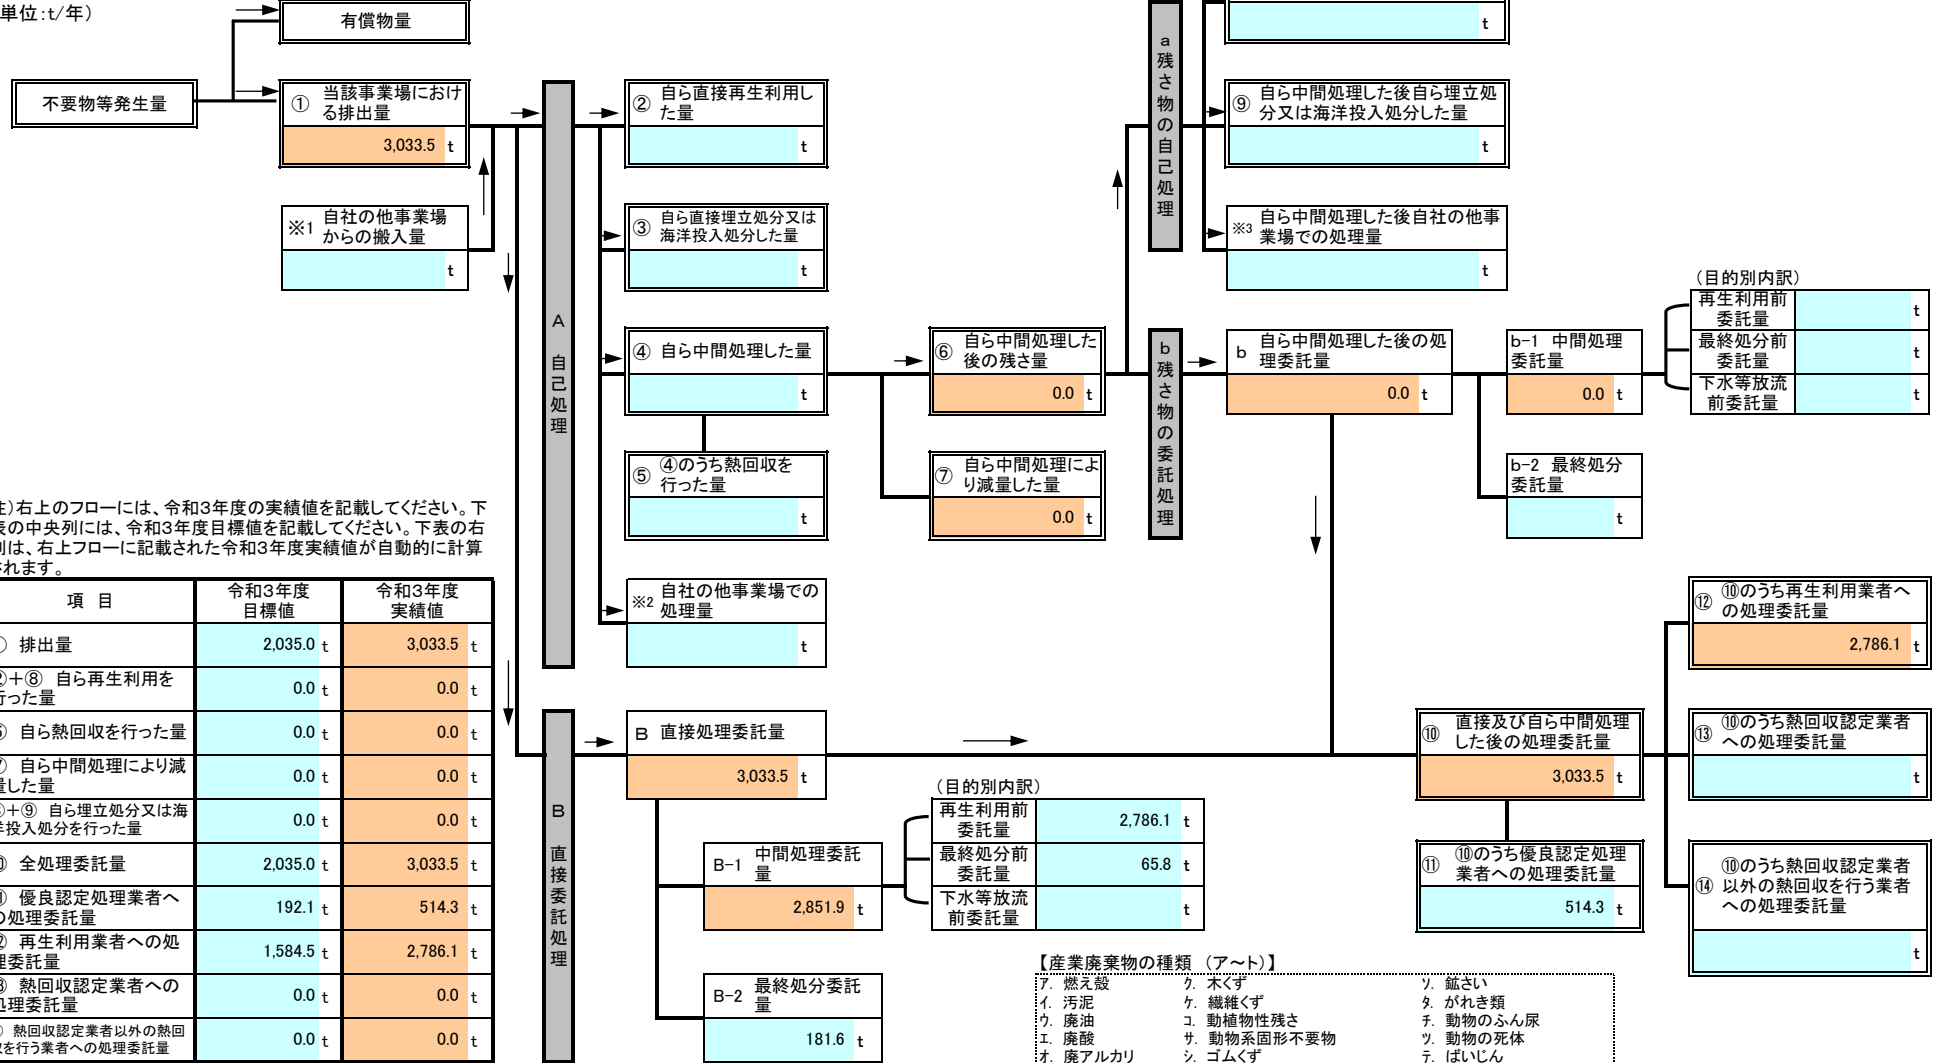 単位:t/年)
有償物量
不要物等発生量
① 当該事業場におけ
る排出量
3,033.5 t
※1 自社の他事業場
からの搬入量
t
A 自己処理
② 自ら直接再生利用し
た量
t
③ 自ら直接埋立処分又は
海洋投入処分した量
t
④ 自ら中間処理した量
t
⑤ ④のうち熱回収を
行った量
t
※2 自社の他事業場での
処理量
t
⑥ 自ら中間処理した
後の残さ量
0.0 t
⑦ 自ら中間処理によ
り減量した量
0.0 t
a 残さ物の自己処理
t
⑨ 自ら中間処理した後自ら埋立処
分又は海洋投入処分した量
t
※3 自ら中間処理した後自社の他事
業場での処理量
t
b 残さ物の委託処理
b 自ら中間処理した後の処
理委託量
0.0 t
b-1 中間処理
委託量
0.0 t
b-2 最終処分
委託量
t
(目的別内訳)
再生利用前
委託量
t
最終処分前
委託量
t
下水等放流
前委託量
t
)右上のフローには、令和3年度の実績値を記載してください。下
表の中央列には、令和3年度目標値を記載してください。下表の右
列は、右上フローに記載された令和3年度実績値が自動的に計算
されます。
項 目
令和3年度
目標値
令和3年度
実績値
排出量
2,035.0 t
3,033.5 t
②+⑧ 自ら再生利用を
行った量
0.0 t
0.0 t
自ら熱回収を行った量
0.0 t
0.0 t
自ら中間処理により減
量した量
0.0 t
0.0 t
+⑨ 自ら埋立処分又は海
洋投入処分を行った量
0.0 t
0.0 t
全処理委託量
2,035.0 t
3,033.5 t
優良認定処理業者へ
の処理委託量
192.1 t
514.3 t
再生利用業者への処
理委託量
1,584.5 t
2,786.1 t
熱回収認定業者への
処理委託量
0.0 t
0.0 t
熱回収認定業者以外の熱回
収を行う業者への処理委託量
0.0 t
0.0 t
B 直接委託処理
B 直接処理委託量
3,033.5 t
B-1 中間処理委託
量
2,851.9 t
B-2 最終処分委託
量
181.6 t
(目的別内訳)
再生利用前
委託量
2,786.1 t
最終処分前
委託量
65.8 t
下水等放流
前委託量
t
⑩ 直接及び自ら中間処理
した後の処理委託量
3,033.5 t
⑪ ⑩のうち優良認定処理
業者への処理委託量
514.3 t
⑫ ⑩のうち再生利用業者へ
の処理委託量
2,786.1 t
⑬ ⑩のうち熱回収認定業者
への処理委託量
t
⑭ ⑩のうち熱回収認定業者
以外の熱回収を行う業者
への処理委託量
t
【産業廃棄物の種類 (ア~ト)】
ア. 燃え殻 ク. 木くず ソ. 鉱さい
イ. 汚泥 ケ. 繊維くず タ. がれき類
ウ. 廃油 コ. 動植物性残さ チ. 動物のふん尿
エ. 廃酸 サ. 動物系固形不要物 ツ. 動物の死体
オ. 廃アルカリ シ. ゴムくず テ. ばいじん